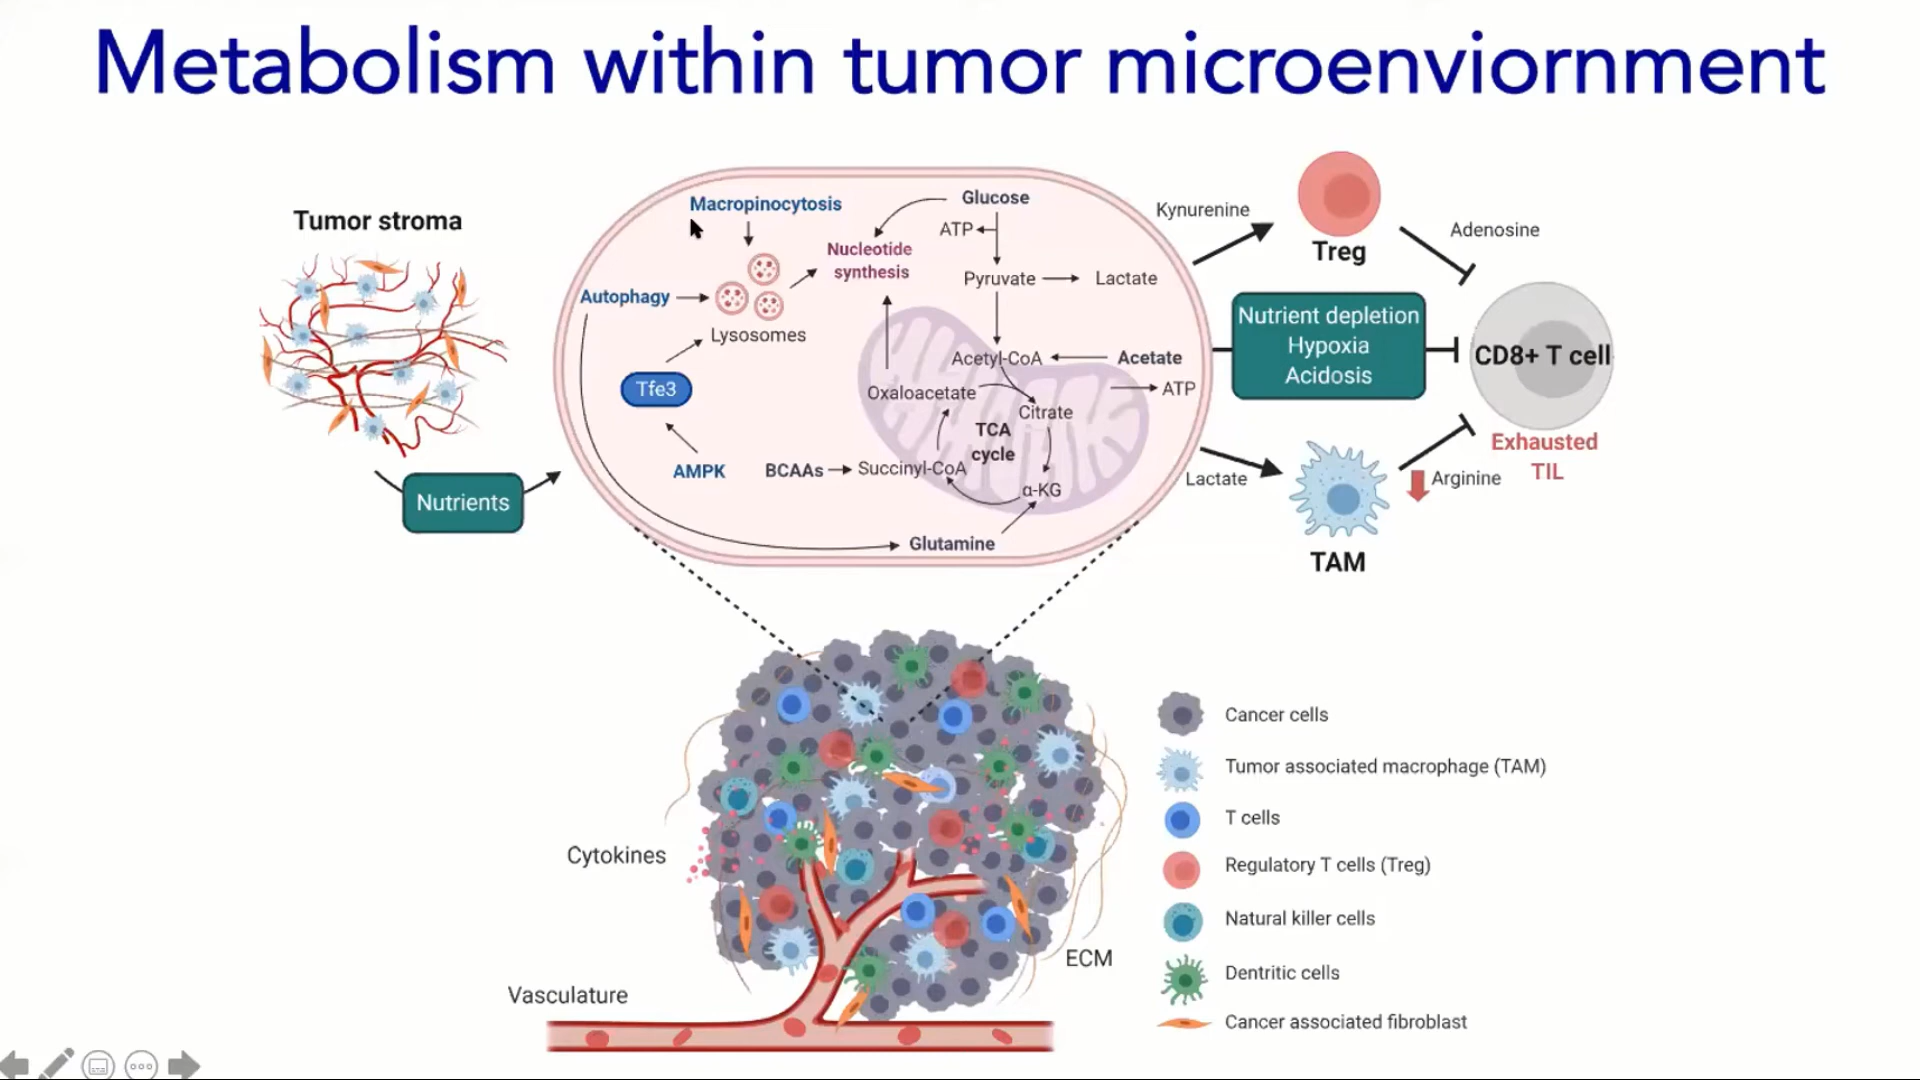 Metabolism within tumor microenviornment
Tumor stroma
Nutrients
Macropinocytosis
Autophagy
Lysosomes
Tfe3
AMPK
Nucleotide
synthesis
Glucose
ATP
Pyruvate
Lactate
Acetyl-CoA
Acetate
Oxaloacetate
ATP
Citrate
TCA
cycle
BCAAs
Succinyl-CoA
α-KG
Glutamine
Kynurenine
Treg
Adenosine
Nutrient depletion
Hypoxia
Acidosis
CD8+ T cell
Exhausted
TIL
Lactate
Arginine
TAM
Cytokines
Vasculature
ECM
Cancer cells
Tumor associated macrophage (TAM)
T cells
Regulatory T cells (Treg)
Natural killer cells
Dentritic cells
Cancer associated fibroblast